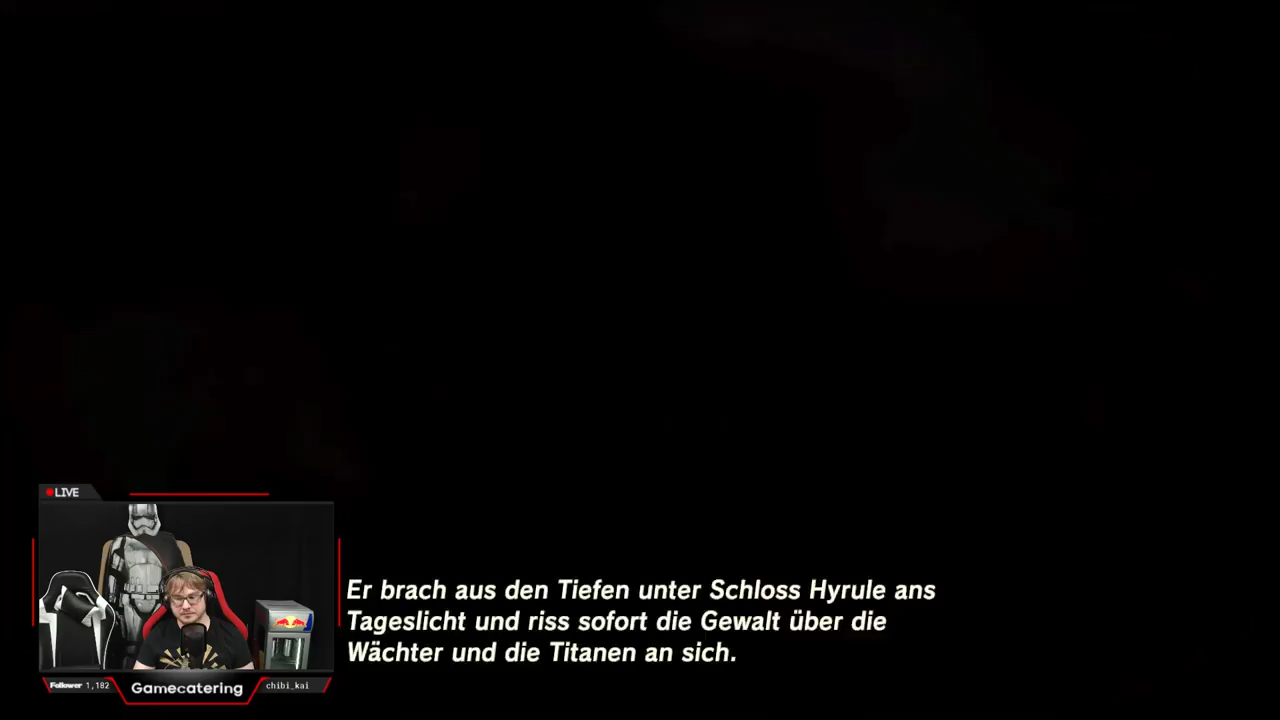 LIVE
Er brach aus den Tiefen unter Schloss Hyrule ans
Tageslicht und riss sofort die Gewalt über die
Wächter und die Titanen an sich.
Follower 1,182
Gamecatering
chibi_kai